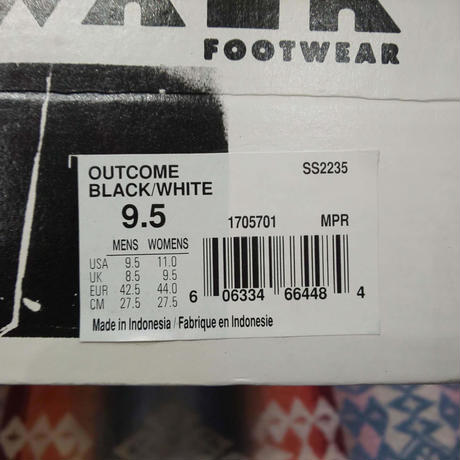 FOOTWEAR
OUTCOME SS2235
BLACK/WHITE
9.5 1705701 MPR
MENS WOMENS
USA 9.5 11.0
UK 8.5 9.5
EUR 42.5 44.0
CM 27.5 27.5
6 06334 66448 4
Made in Indonesia / Fabrique en Indonesie